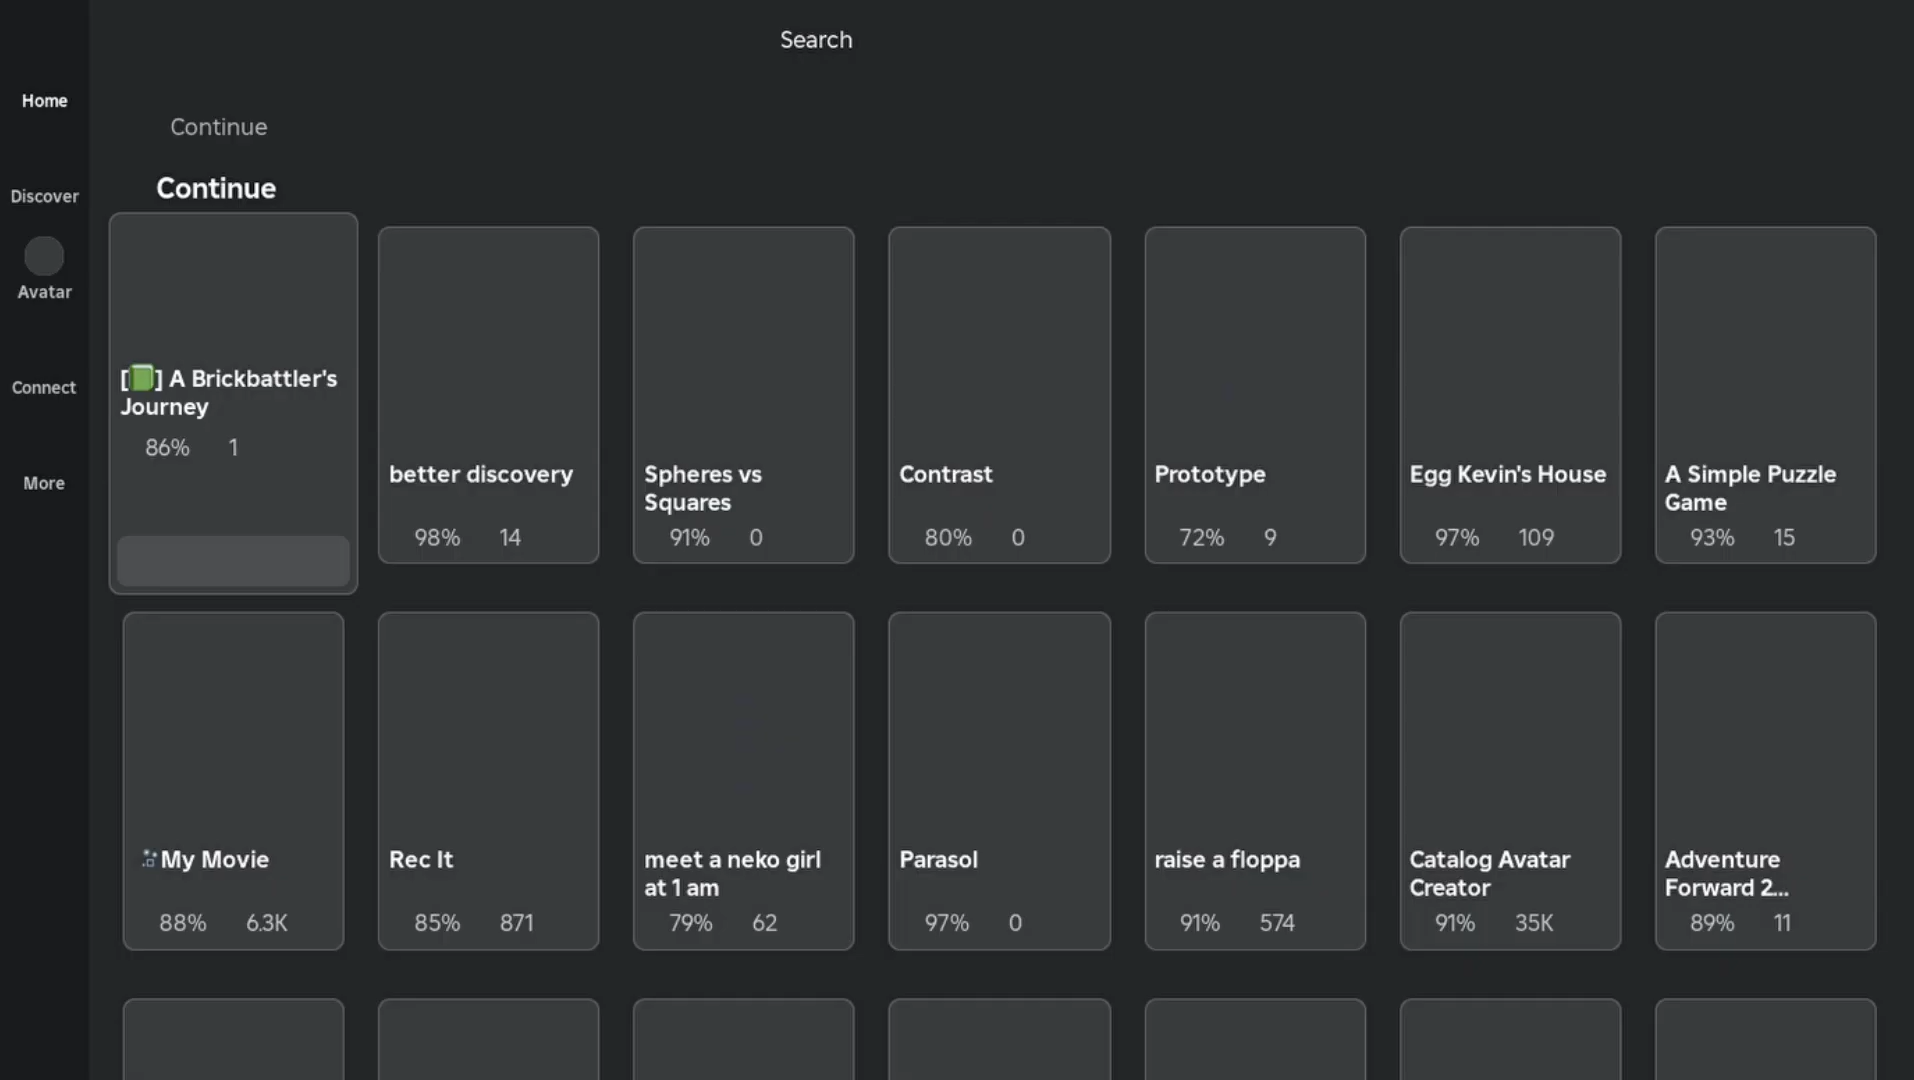 Search
Home
Discover
Avatar
Connect
More
Continue
Continue
[📗] A Brickbattler's
Journey
86% 1
better discovery
98% 14
Spheres vs
Squares
91% 0
Contrast
80% 0
Prototype
72% 9
Egg Kevin's House
97% 109
A Simple Puzzle
Game
93% 15
My Movie
88% 6.3K
Rec It
85% 871
meet a neko girl
at 1 am
79% 62
Parasol
97% 0
raise a floppa
91% 574
Catalog Avatar
Creator
91% 35K
Adventure
Forward 2...
89% 11